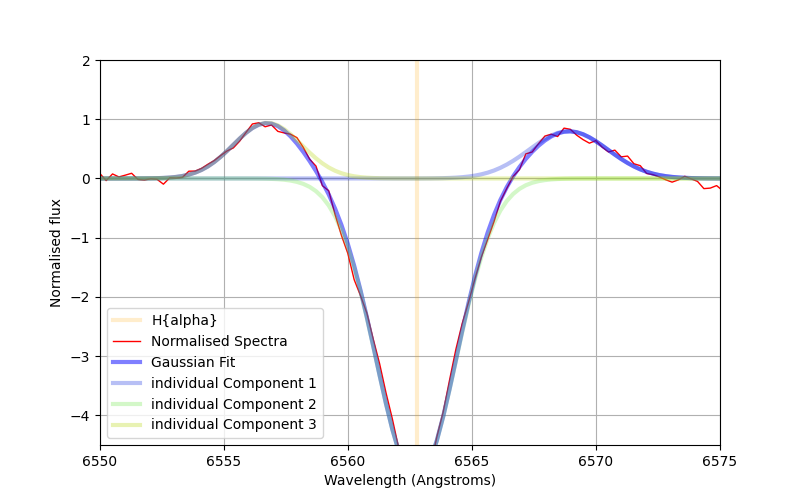 2
1
0
−1
−2
−3
−4
Normalised flux
H{alpha}
Normalised Spectra
Gaussian Fit
individual Component 1
individual Component 2
individual Component 3
6550 6555 6560 6565 6570 6575
Wavelength (Angstroms)